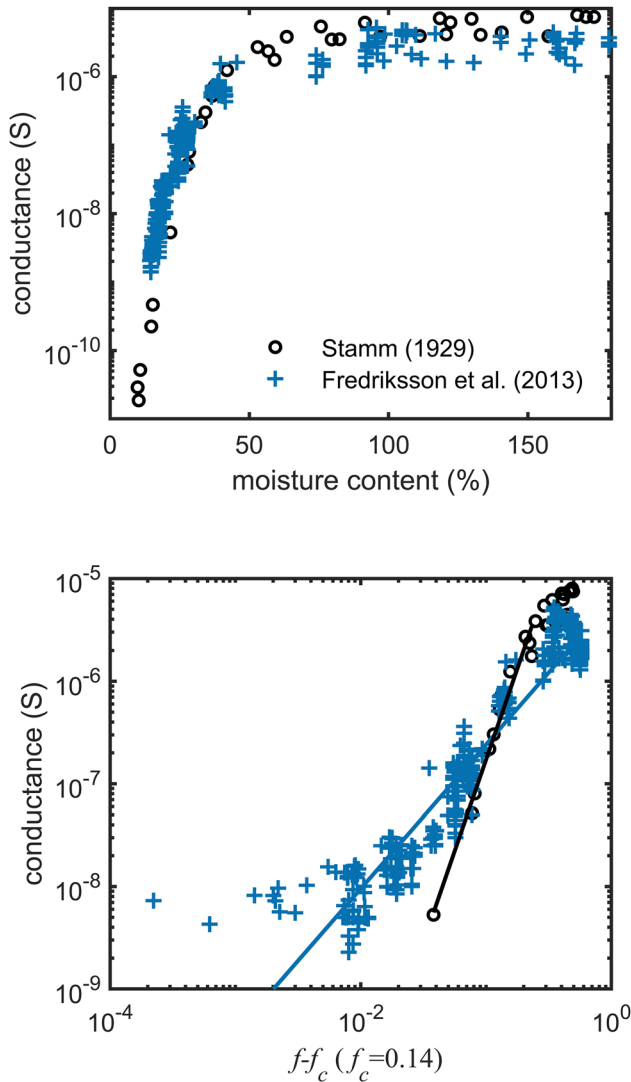 10^-6
10^-8
10^-10
conductance (S)
Stamm (1929)
Fredriksson et al. (2013)
0 50 100 150
moisture content (%)
10^-5
10^-6
10^-7
10^-8
10^-9
conductance (S)
10^-4 10^-2 10^0
f-f_c (f_c=0.14)